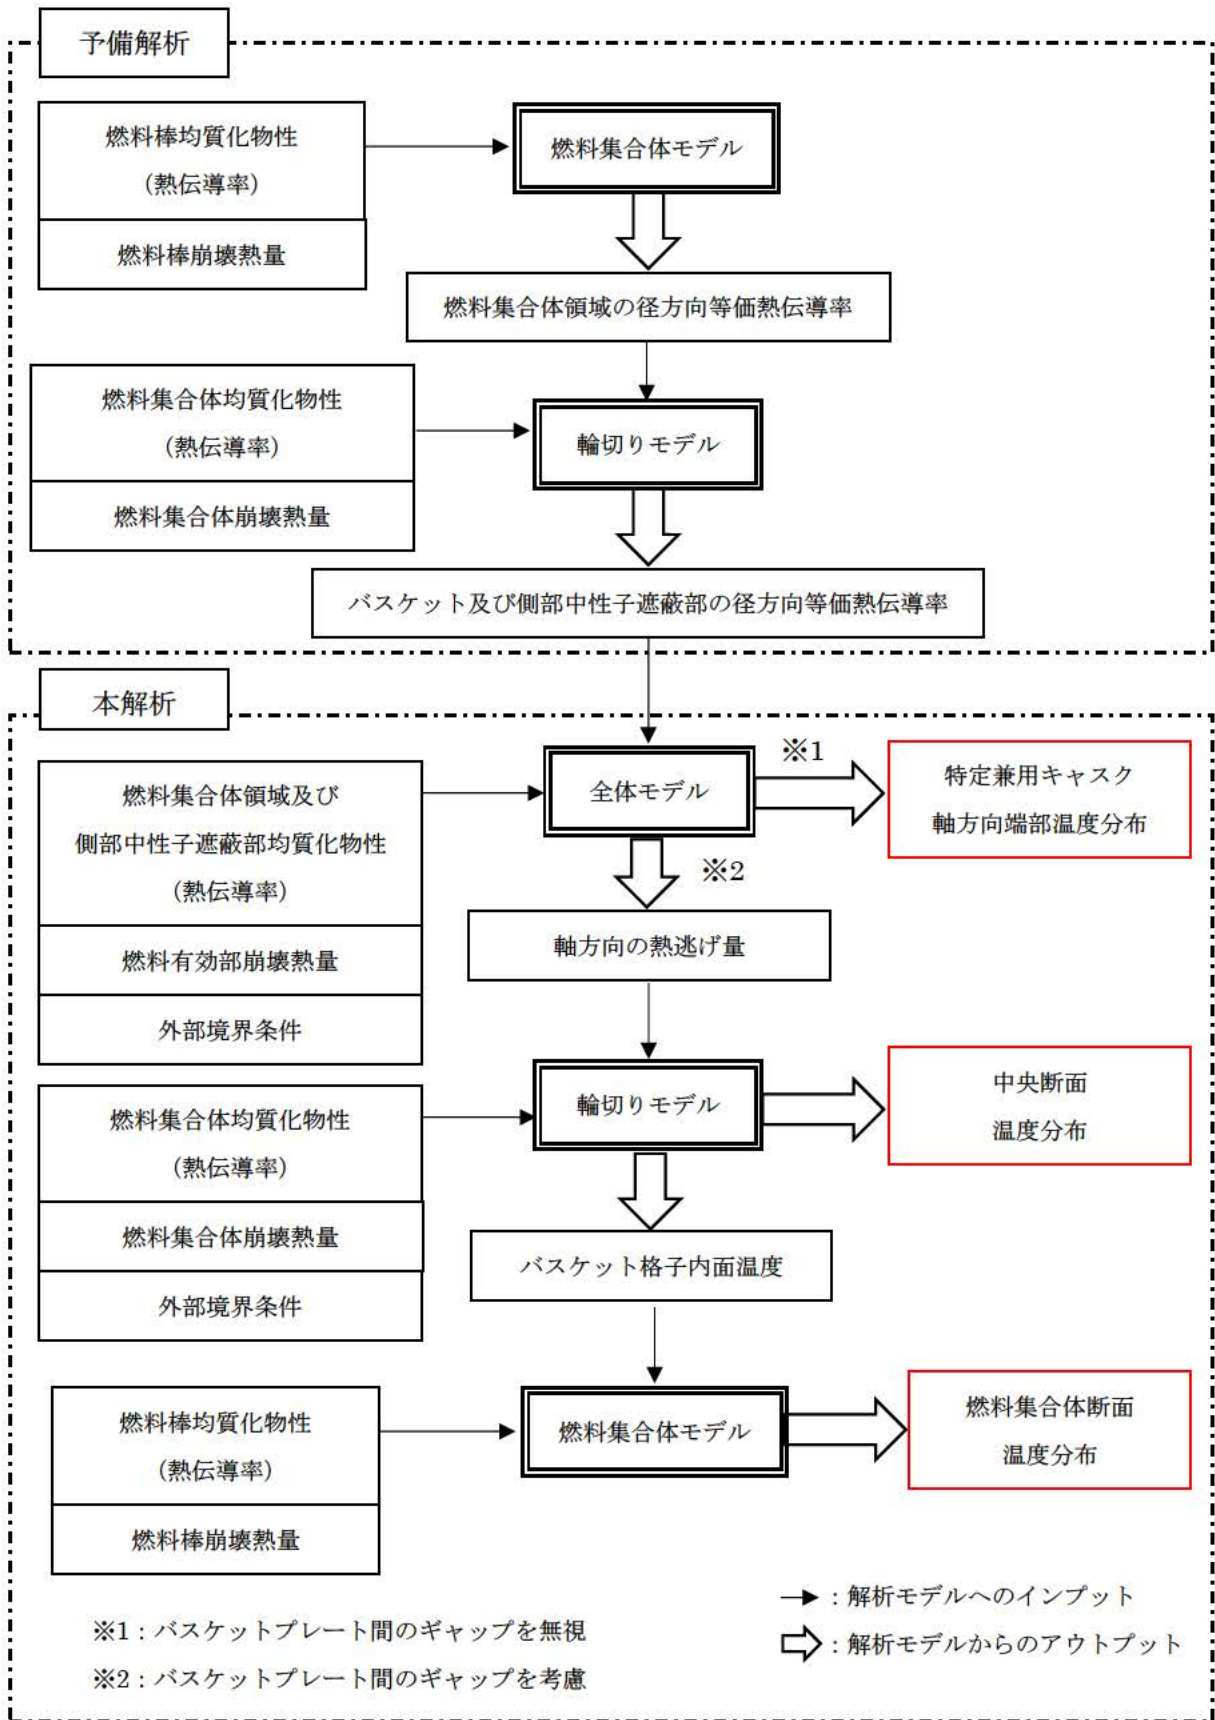 予備解析
燃料棒均質化物性
(熱伝導率)
燃料棒崩壊熱量
燃料集合体モデル
燃料集合体領域の径方向等価熱伝導率
燃料集合体均質化物性
(熱伝導率)
燃料集合体崩壊熱量
輪切りモデル
バスケット及び側部中性子遮蔽部の径方向等価熱伝導率
本解析
燃料集合体領域及び
側部中性子遮蔽部均質化物性
(熱伝導率)
燃料有効部崩壊熱量
外部境界条件
全体モデル
※1
特定兼用キャスク
軸方向端部温度分布
※2
軸方向の熱逃げ量
燃料集合体均質化物性
(熱伝導率)
燃料集合体崩壊熱量
外部境界条件
輪切りモデル
中央断面
温度分布
バスケット格子内面温度
燃料棒均質化物性
(熱伝導率)
燃料棒崩壊熱量
燃料集合体モデル
燃料集合体断面
温度分布
:解析モデルへのインプット
:解析モデルからのアウトプット
※1:バスケットプレート間のギャップを無視
※2:バスケットプレート間のギャップを考慮